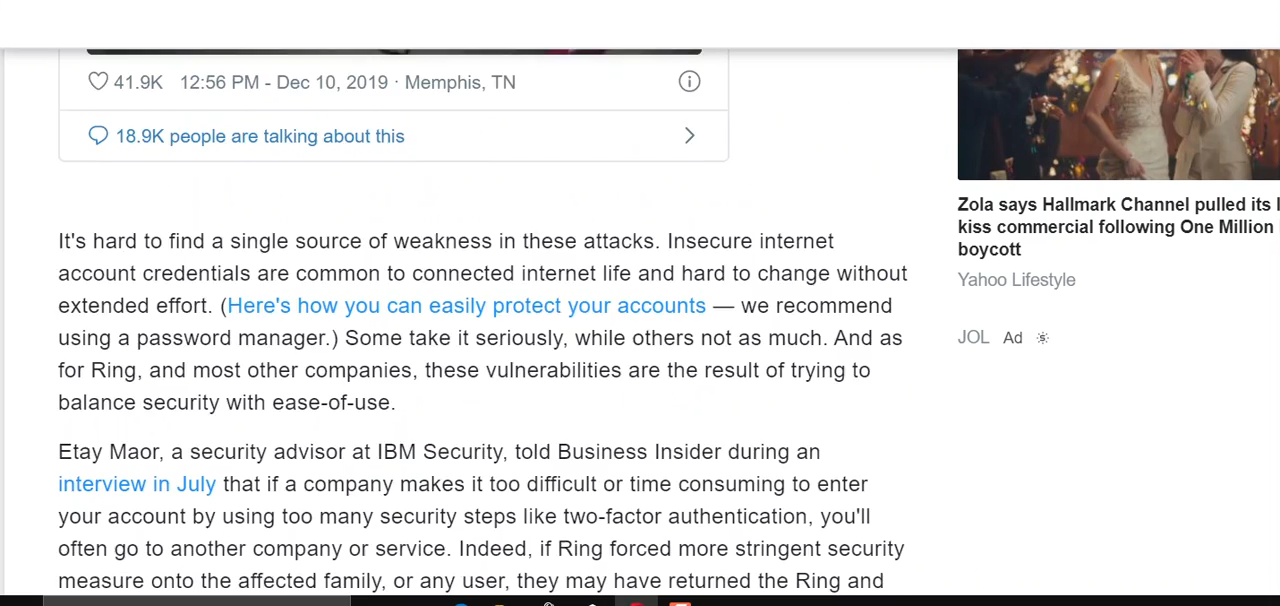 41.9K 12:56 PM - Dec 10, 2019 · Memphis, TN
18.9K people are talking about this
It's hard to find a single source of weakness in these attacks. Insecure internet
account credentials are common to connected internet life and hard to change without
extended effort. (Here's how you can easily protect your accounts — we recommend
using a password manager.) Some take it seriously, while others not as much. And as
for Ring, and most other companies, these vulnerabilities are the result of trying to
balance security with ease-of-use.
Etay Maor, a security advisor at IBM Security, told Business Insider during an
interview in July that if a company makes it too difficult or time consuming to enter
your account by using too many security steps like two-factor authentication, you'll
often go to another company or service. Indeed, if Ring forced more stringent security
measure onto the affected family, or any user, they may have returned the Ring and
Zola says Hallmark Channel pulled its
kiss commercial following One Million
boycott
Yahoo Lifestyle
JOL Ad